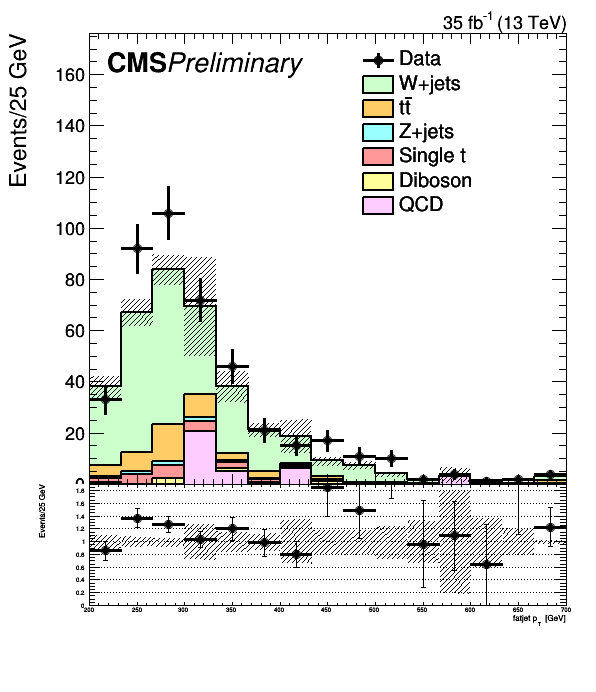 35 fb-1 (13 TeV)
Events/25 GeV
CMSPreliminary
Data
W+jets
tt̄
Z+jets
Single t
Diboson
QCD
160
140
120
100
80
60
40
20
0
Events/25 GeV
1.8
1.6
1.4
1.2
1
0.8
0.6
0.4
0.2
0
200 250 300 350 400 450 500 550 600 650 700
fatjet pT [GeV]